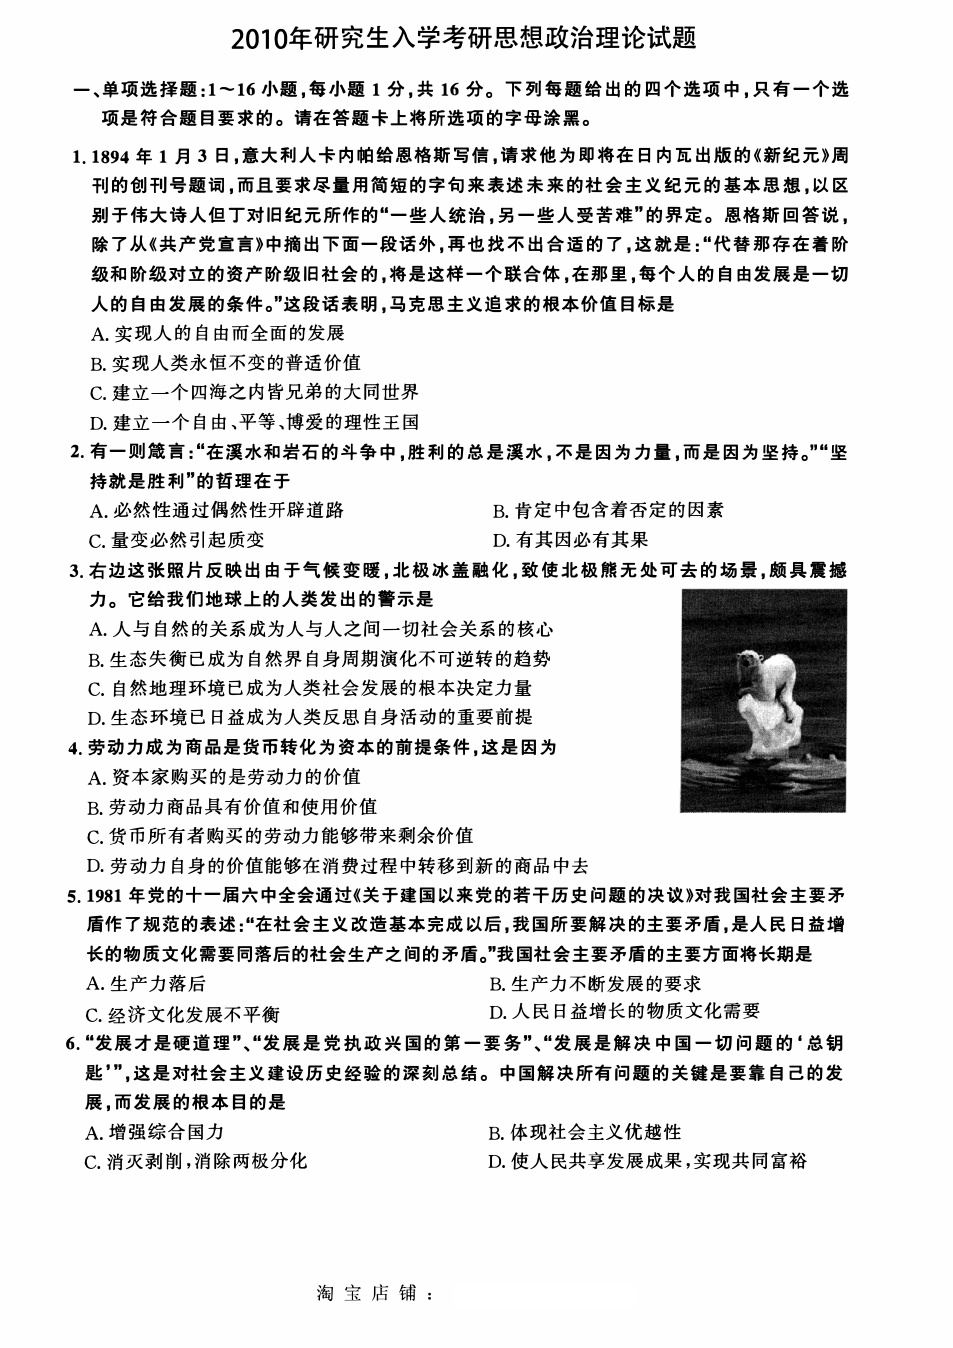 2010年研究生入学考研思想政治理论试题
一、单项选择题:1～16 小题,每小题 1 分,共 16 分。下列每题给出的四个选项中,只有一个选
项是符合题目要求的。请在答题卡上将所选项的字母涂黑。
1. 1894 年 1 月 3 日,意大利人卡内帕给恩格斯写信,请求他为即将在日内瓦出版的《新纪元》周
刊的创刊号题词,而且要求尽量用简短的字句来表述未来的社会主义纪元的基本思想,以区
别于伟大诗人但丁对旧纪元所作的“一些人统治,另一些人受苦难”的界定。恩格斯回答说,
除了从《共产党宣言》中摘出下面一段话外,再也找不出合适的了,这就是:“代替那存在着阶
级和阶级对立的资产阶级旧社会的,将是这样一个联合体,在那里,每个人的自由发展是一切
人的自由发展的条件。”这段话表明,马克思主义追求的根本价值目标是
A. 实现人的自由而全面的发展
B. 实现人类永恒不变的普适价值
C. 建立一个四海之内皆兄弟的大同世界
D. 建立一个自由、平等、博爱的理性王国
2. 有一则箴言:“在溪水和岩石的斗争中,胜利的总是溪水,不是因为力量,而是因为坚持。”“坚
持就是胜利”的哲理在于
A. 必然性通过偶然性开辟道路 B. 肯定中包含着否定的因素
C. 量变必然引起质变 D. 有其因必有其果
3. 右边这张照片反映出由于气候变暖,北极冰盖融化,致使北极熊无处可去的场景,颇具震撼
力。它给我们地球上的人类发出的警示是
A. 人与自然的关系成为人与人之间一切社会关系的核心
B. 生态失衡已成为自然界自身周期演化不可逆转的趋势
C. 自然地理环境已成为人类社会发展的根本决定力量
D. 生态环境已日益成为人类反思自身活动的重要前提
4. 劳动力成为商品是货币转化为资本的前提条件,这是因为
A. 资本家购买的是劳动力的价值
B. 劳动力商品具有价值和使用价值
C. 货币所有者购买的劳动力能够带来剩余价值
D. 劳动力自身的价值能够在消费过程中转移到新的商品中去
5. 1981 年党的十一届六中全会通过《关于建国以来党的若干历史问题的决议》对我国社会主要矛
盾作了规范的表述:“在社会主义改造基本完成以后,我国所要解决的主要矛盾,是人民日益增
长的物质文化需要同落后的社会生产之间的矛盾。”我国社会主要矛盾的主要方面将长期是
A. 生产力落后 B. 生产力不断发展的要求
C. 经济文化发展不平衡 D. 人民日益增长的物质文化需要
6. “发展才是硬道理”、“发展是党执政兴国的第一要务”、“发展是解决中国一切问题的‘总钥
匙’”,这是对社会主义建设历史经验的深刻总结。中国解决所有问题的关键是要靠自己的发
展,而发展的根本目的是
A. 增强综合国力 B. 体现社会主义优越性
C. 消灭剥削,消除两极分化 D. 使人民共享发展成果,实现共同富裕
淘宝店铺: